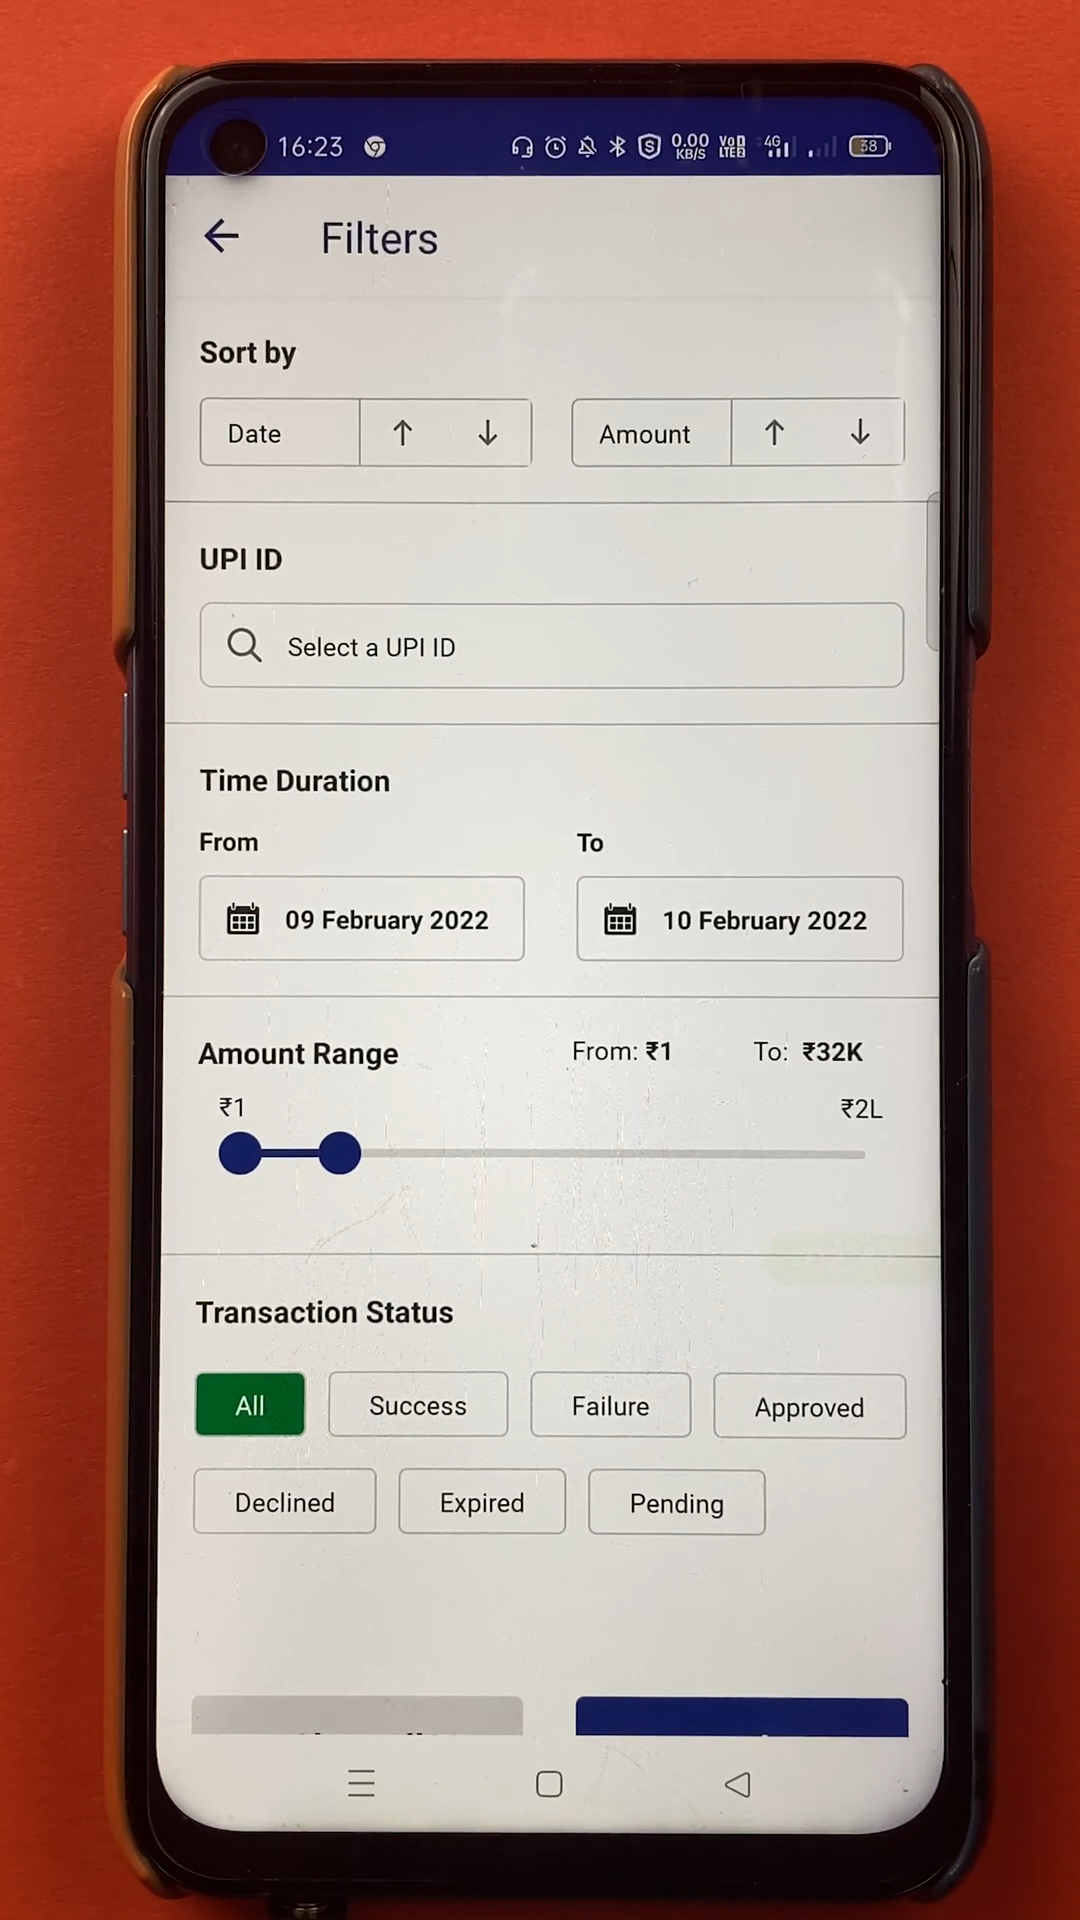 16:23 0.00 KB/S VoD LTE2 4G 38
Filters
Sort by
Date Amount
UPI ID
Select a UPI ID
Time Duration
From To
09 February 2022 10 February 2022
Amount Range From: ₹1 To: ₹32K
₹1 ₹2L
Transaction Status
All Success Failure Approved
Declined Expired Pending